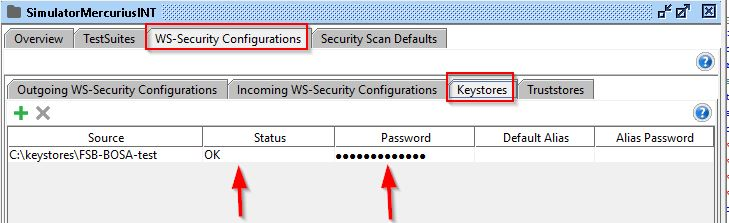 SimulatorMercuriusINT
Overview TestSuites WS-Security Configurations Security Scan Defaults
Outgoing WS-Security Configurations Incoming WS-Security Configurations Keystores Truststores
Source Status Password Default Alias Alias Password
C:\keystores\FSB-BOSA-test OK ●●●●●●●●●●●●●